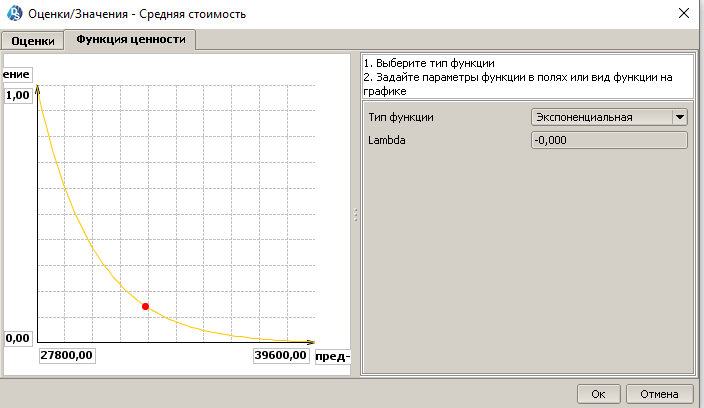 Оценки/Значения - Средняя стоимость
Оценки
Функция ценности
ение
1,00
0,00
27800,00
39600,00
пред-
1. Выберите тип функции
2. Задайте параметры функции в полях или вид функции на
графике
Тип функции
Экспоненциальная
Lambda
-0,000
Ок
Отмена